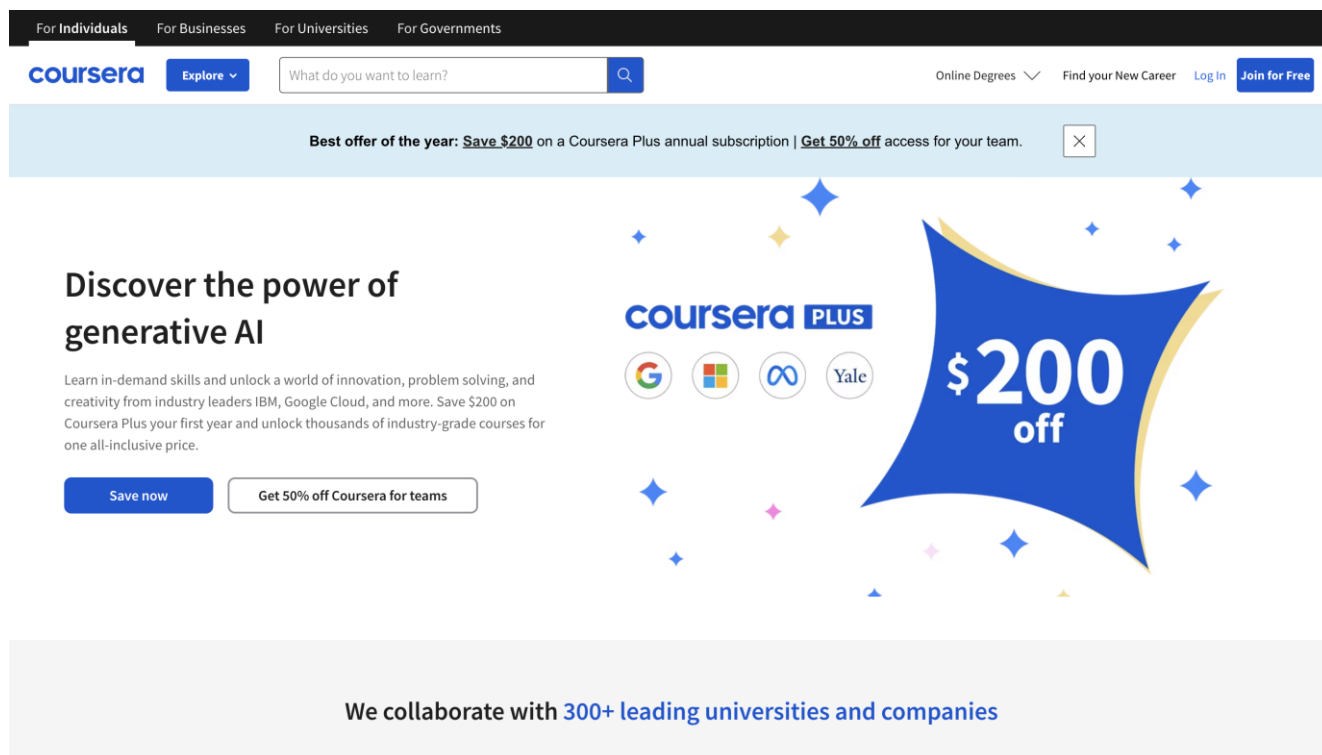 For Individuals For Businesses For Universities For Governments
coursera Explore What do you want to learn? Online Degrees Find your New Career Log In Join for Free
Best offer of the year: Save $200 on a Coursera Plus annual subscription | Get 50% off access for your team.
Discover the power of
generative AI
Learn in-demand skills and unlock a world of innovation, problem solving, and
creativity from industry leaders IBM, Google Cloud, and more. Save $200 on
Coursera Plus your first year and unlock thousands of industry-grade courses for
one all-inclusive price.
Save now Get 50% off Coursera for teams
coursera PLUS
G Yale
$200
off
We collaborate with 300+ leading universities and companies